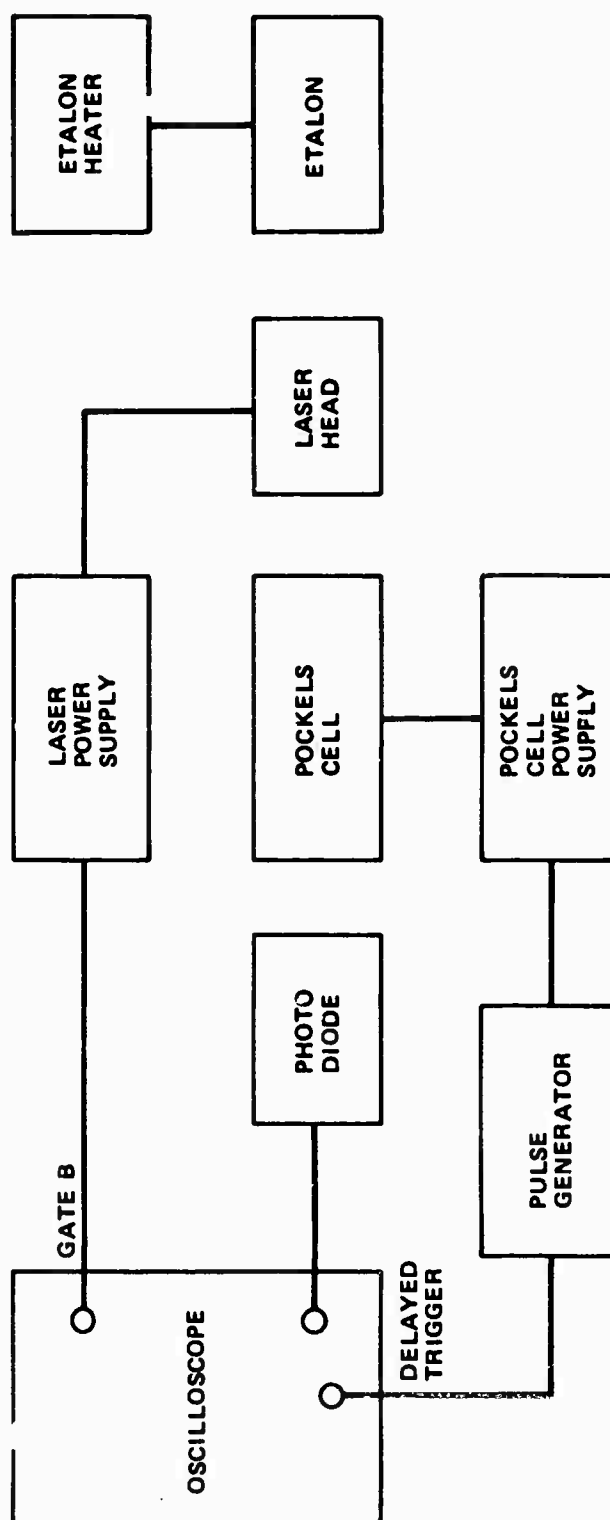 OSCILLOSCOPE
GATE B
LASER
POWER
SUPPLY
ETALON
HEATER
PHOTO
DIODE
POCKELS
CELL
LASER
HEAD
ETALON
DELAYED
TRIGGER
PULSE
GENERATOR
POCKELS
CELL
POWER
SUPFLY